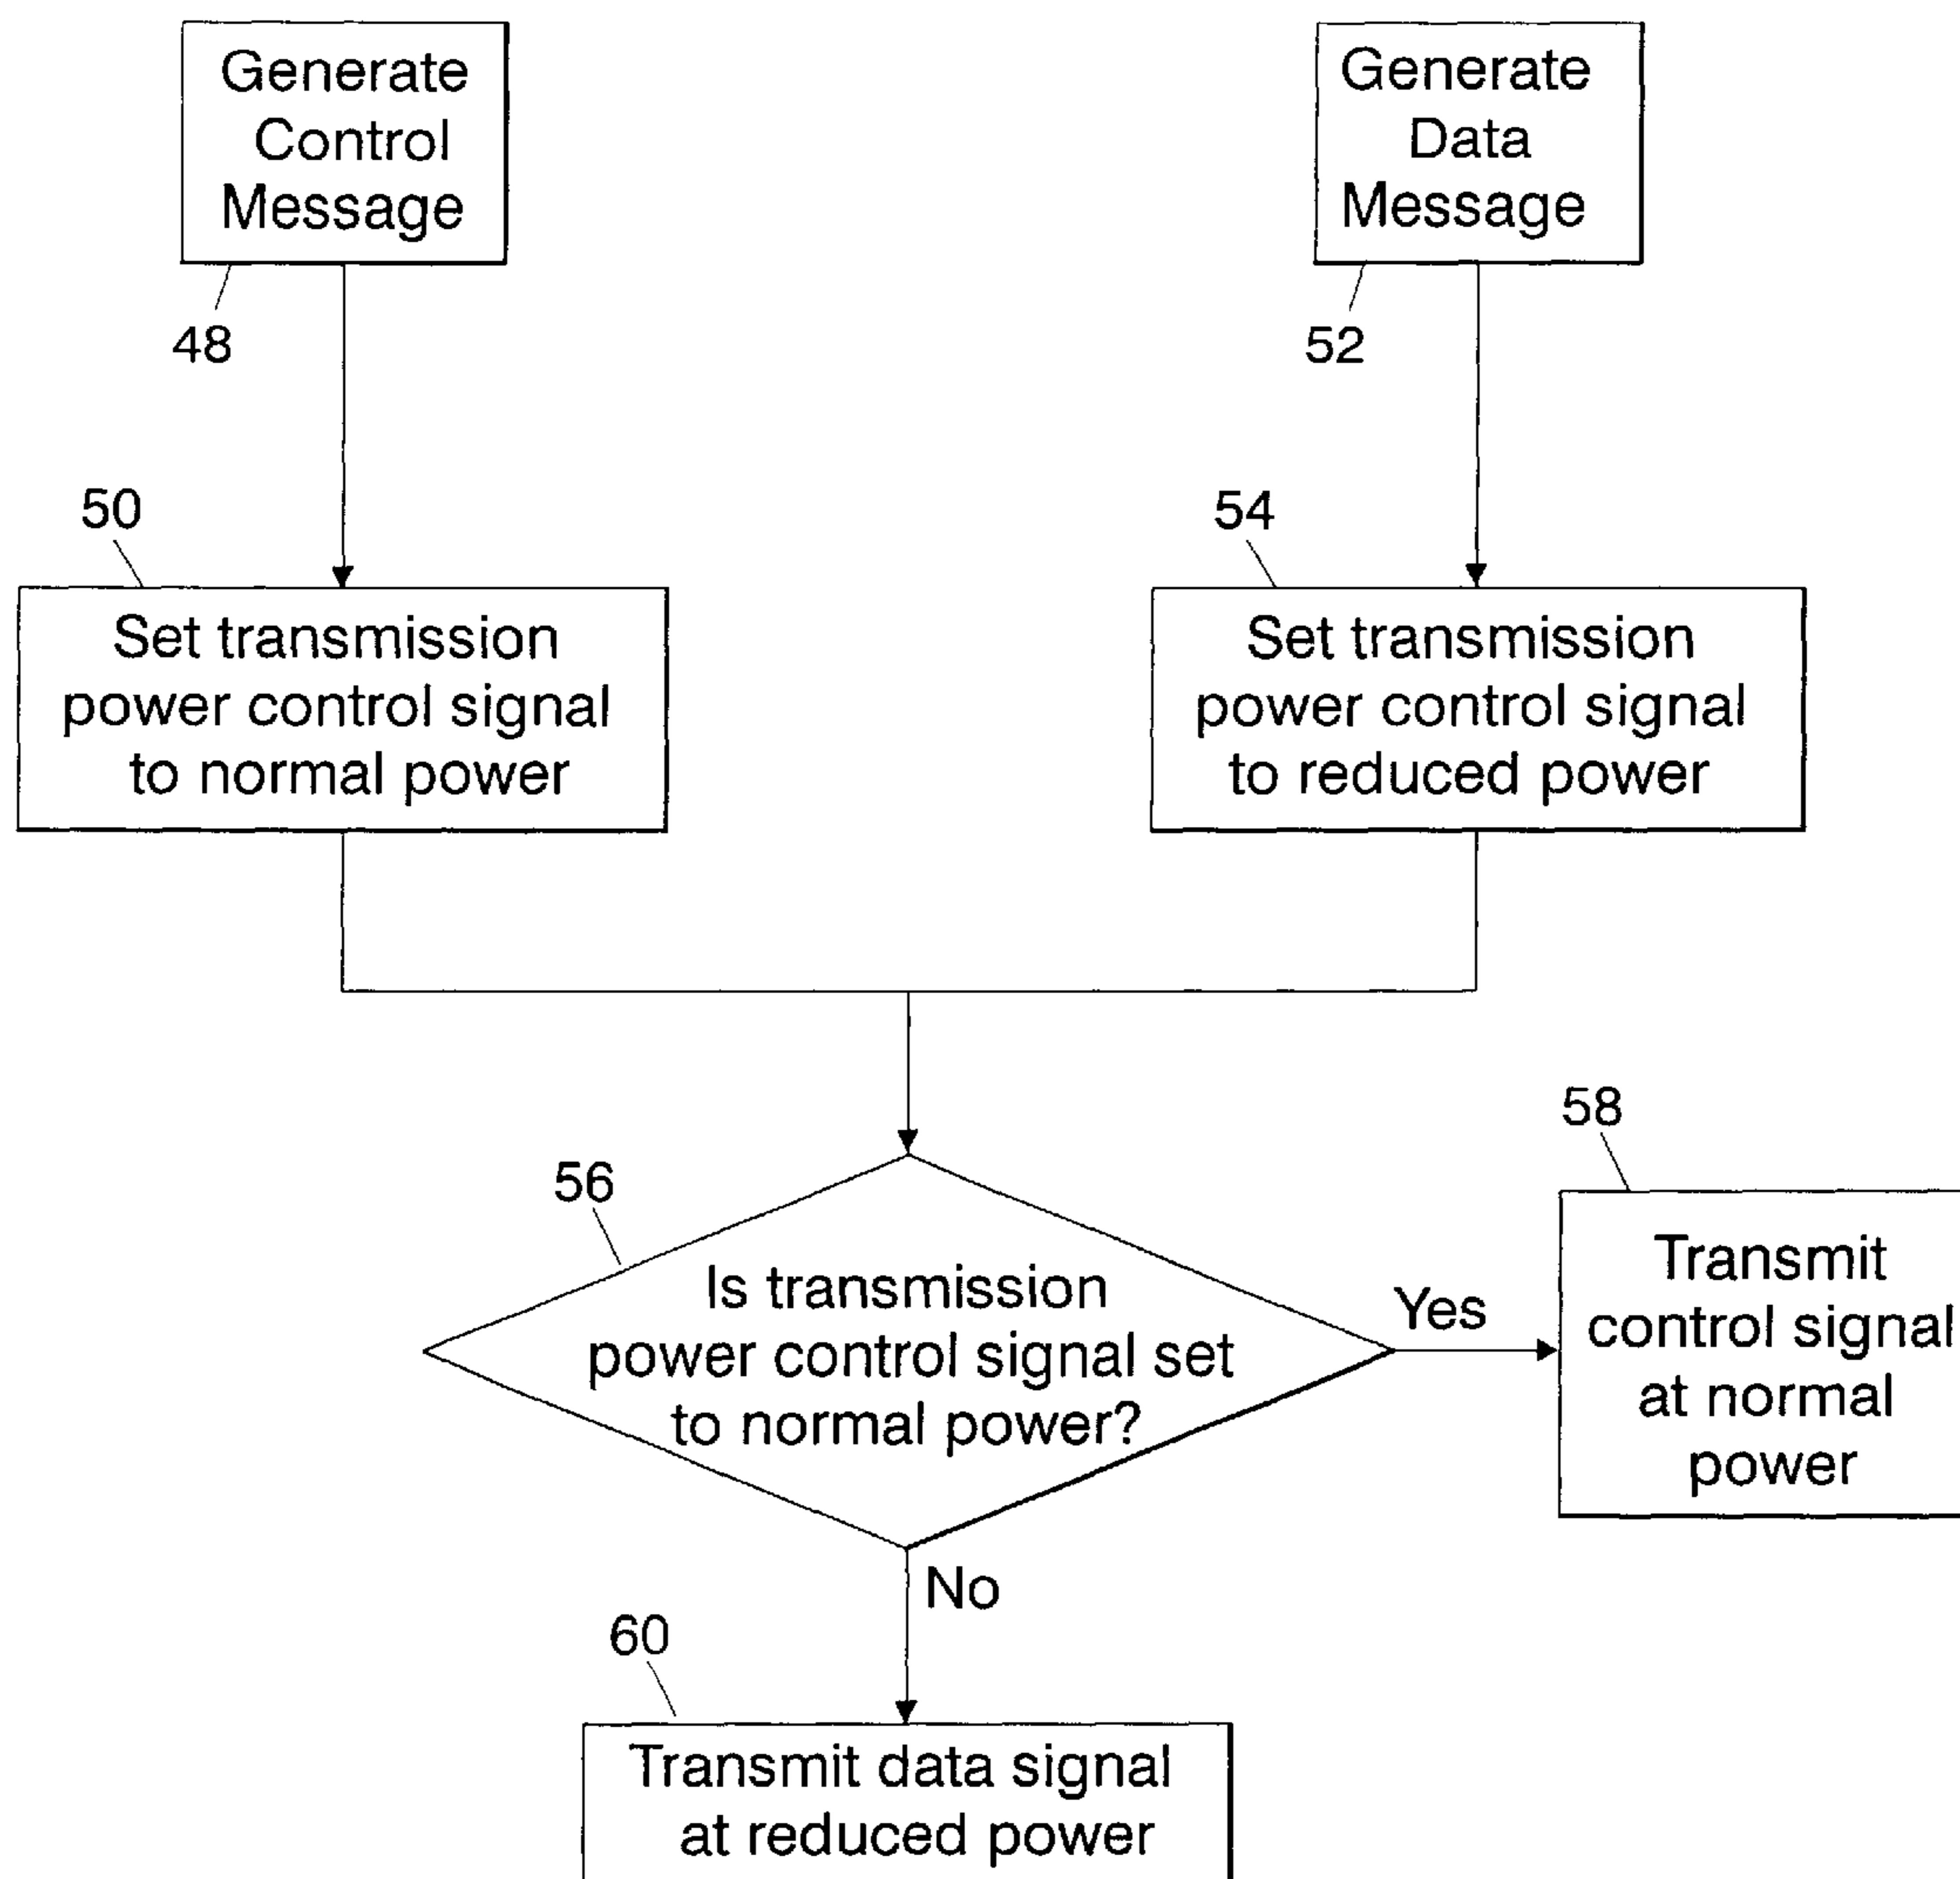 Generate
Control
Message
48
Generate
Data
Message
52
50
Set transmission
power control signal
to normal power
54
Set transmission
power control signal
to reduced power
56
Is transmission
power control signal set
to normal power?
Yes
58
Transmit
control signal
at normal
power
No
60
Transmit data signal
at reduced power